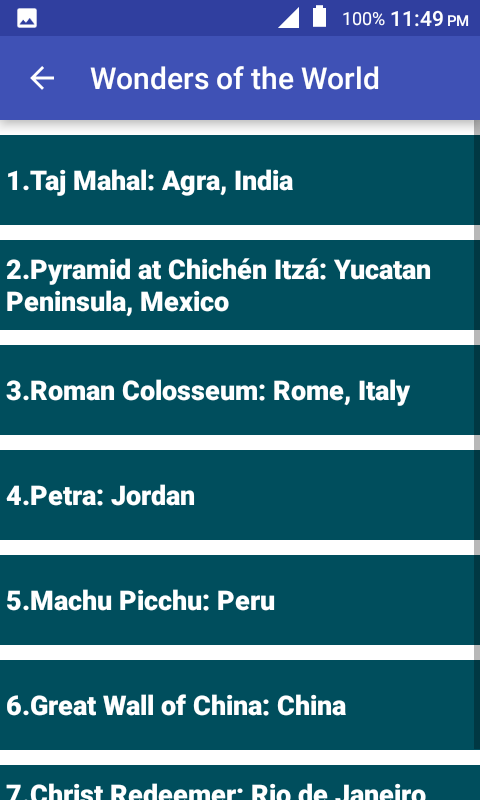 100% 11:49 PM
Wonders of the World
1.Taj Mahal: Agra, India
2.Pyramid at Chichén Itzá: Yucatan
Peninsula, Mexico
3.Roman Colosseum: Rome, Italy
4.Petra: Jordan
5.Machu Picchu: Peru
6.Great Wall of China: China
7.Christ Redeemer: Rio de Janeiro